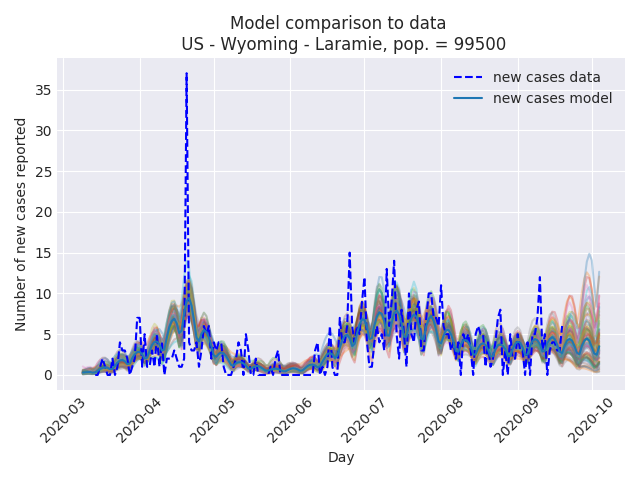 Model comparison to data
US - Wyoming - Laramie, pop. = 99500
new cases data
new cases model
Number of new cases reported
35
30
25
20
15
10
5
0
2020-03
2020-04
2020-05
2020-06
2020-07
2020-08
2020-09
2020-10
Day